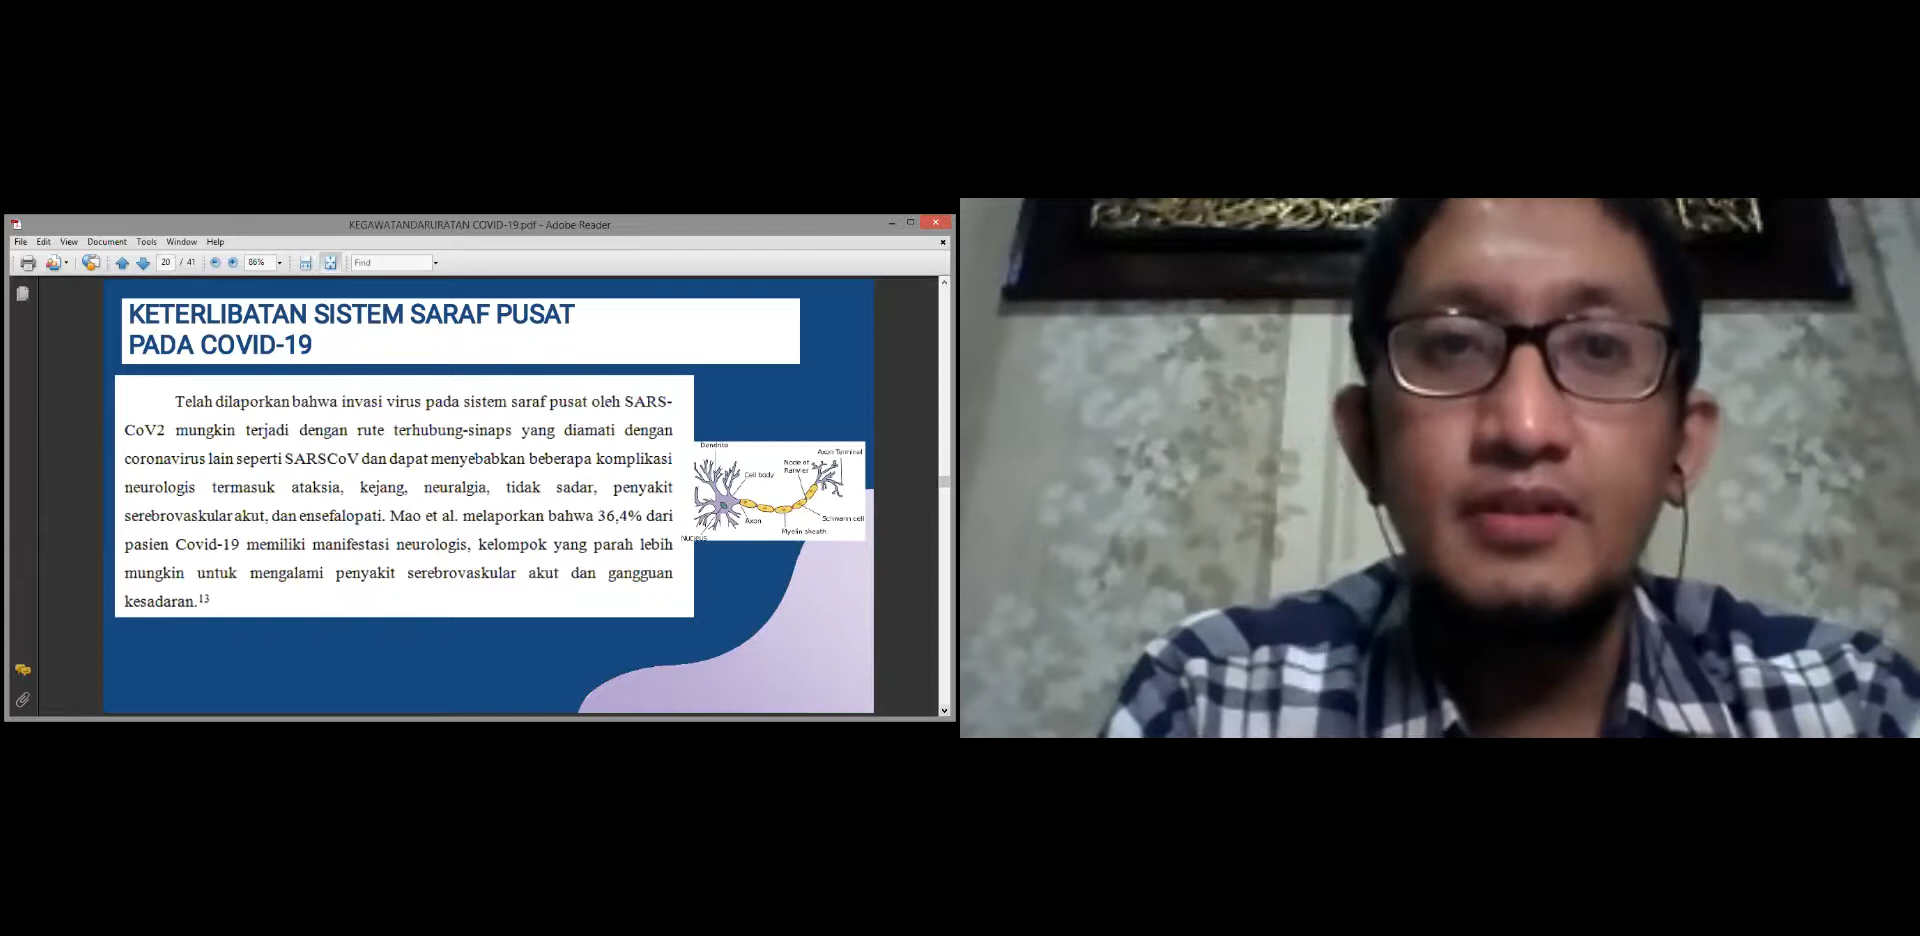 KEGAWATANDARURATAN COVID-19.pdf - Adobe Reader
File Edit View Document Tools Window Help
20 / 41 86% Find
KETERLIBATAN SISTEM SARAF PUSAT
PADA COVID-19
Telah dilaporkan bahwa invasi virus pada sistem saraf pusat oleh SARS-
CoV2 mungkin terjadi dengan rute terhubung-sinaps yang diamati dengan
coronavirus lain seperti SARSCoV dan dapat menyebabkan beberapa komplikasi
neurologis termasuk ataksia, kejang, neuralgia, tidak sadar, penyakit
serebrovaskular akut, dan ensefalopati. Mao et al. melaporkan bahwa 36,4% dari
pasien Covid-19 memiliki manifestasi neurologis, kelompok yang parah lebih
mungkin untuk mengalami penyakit serebrovaskular akut dan gangguan
kesadaran.13
Dendrite
Axon Terminal
Node of
Ranvier
Cell body
Schwann cell
Axon
Myelin sheath
Nucleus